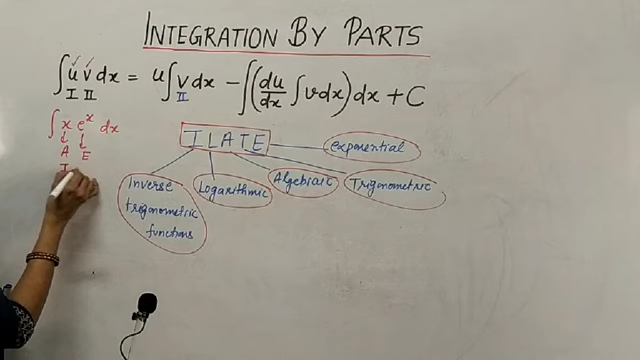 INTEGRATION BY PARTS
∫ u v dx = u ∫ v dx − ∫ ( du/dx ∫ v dx ) dx + C
I II II
∫ x e^x dx
↓ ↓
A E
I
ILATE
exponential
Inverse trigonometric functions
Logarithmic
Algebraic
Trigonometric